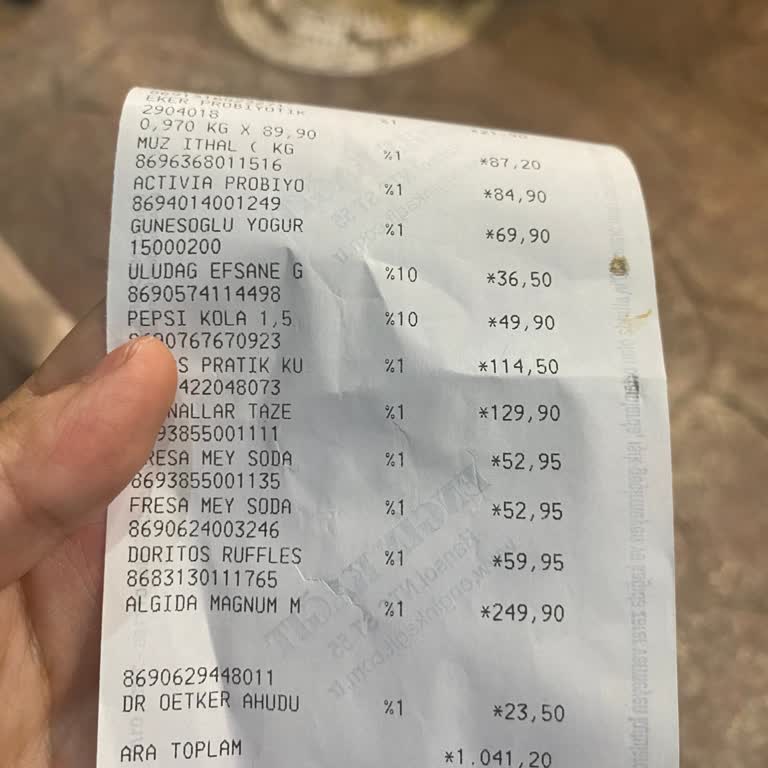 EKER PROBIYOTIK %1
2904018
0,970 KG X 89,90
MUZ ITHAL ( KG %1 *87,20
8696368011516
ACTIVIA PROBIYO %1 *84,90
8694014001249
GUNESOGLU YOGUR %1 *69,90
15000200
ULUDAG EFSANE G %10 *36,50
8690574114498
PEPSI KOLA 1,5 %10 *49,90
0767670923
S PRATIK KU %1 *114,50
422048073
NALLAR TAZE %1 *129,90
93855001111
RESA MEY SODA %1 *52,95
8693855001135
FRESA MEY SODA %1 *52,95
8690624003246
DORITOS RUFFLES %1 *59,95
8683130111765
ALGIDA MAGNUM M %1 *249,90
8690629448011
DR OETKER AHUDU %1 *23,50
ARA TOPLAM *1.041,20